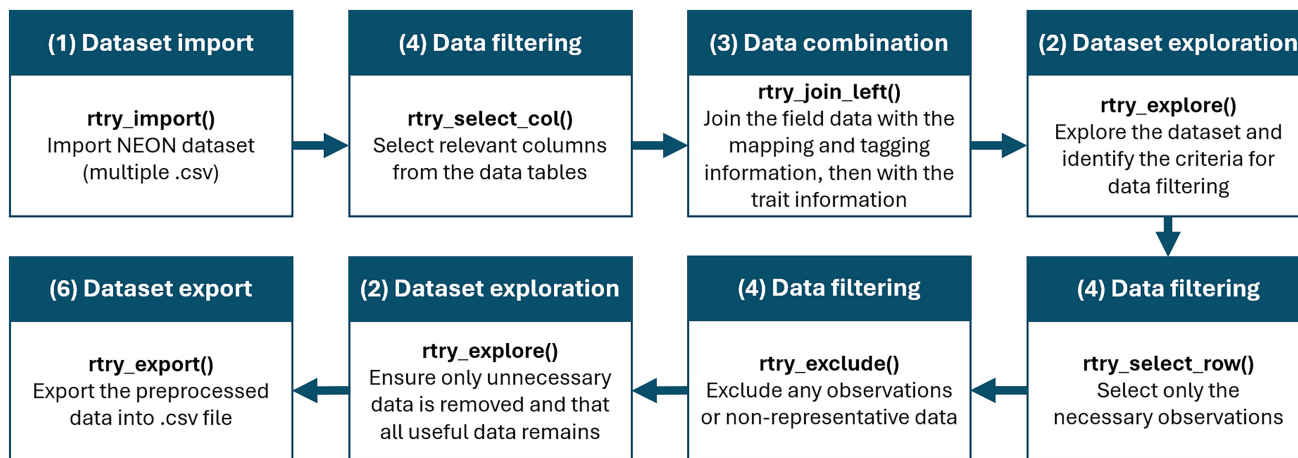 (1) Dataset import
rtry_import()
Import NEON dataset
(multiple .csv)
(4) Data filtering
rtry_select_col()
Select relevant columns
from the data tables
(3) Data combination
rtry_join_left()
Join the field data with the
mapping and tagging
information, then with the
trait information
(2) Dataset exploration
rtry_explore()
Explore the dataset and
identify the criteria for
data filtering
(4) Data filtering
rtry_select_row()
Select only the
necessary observations
(4) Data filtering
rtry_exclude()
Exclude any observations
or non-representative data
(2) Dataset exploration
rtry_explore()
Ensure only unnecessary
data is removed and that
all useful data remains
(6) Dataset export
rtry_export()
Export the preprocessed
data into .csv file